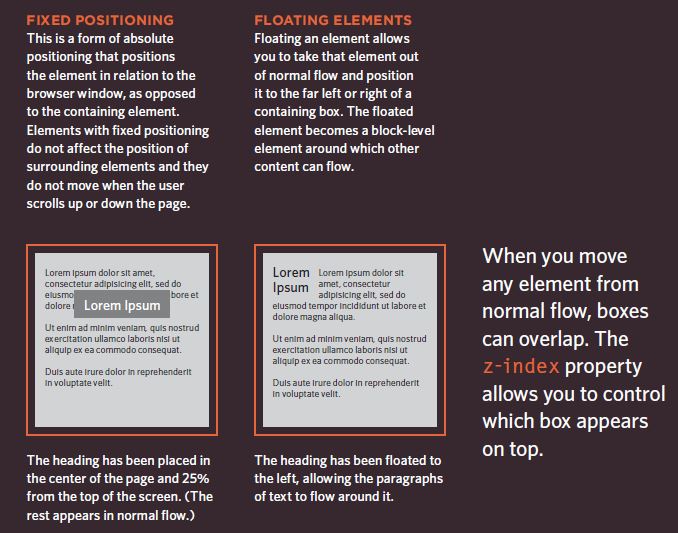 FIXED POSITIONING
This is a form of absolute
positioning that positions
the element in relation to the
browser window, as opposed
to the containing element.
Elements with fixed positioning
do not affect the position of
surrounding elements and they
do not move when the user
scrolls up or down the page.
FLOATING ELEMENTS
Floating an element allows
you to take that element out
of normal flow and position
it to the far left or right of a
containing box. The floated
element becomes a block-level
element around which other
content can flow.
Lorem ipsum dolor sit amet,
consectetur adipisicing elit, sed do
eiusmo bore et
dolore
Lorem Ipsum
Ut enim ad minim veniam, quis nostrud
exercitation ullamco laboris nisi ut
aliquip ex ea commodo consequat.
Duis aute irure dolor in reprehenderit
in voluptate velit.
The heading has been placed in
the center of the page and 25%
from the top of the screen. (The
rest appears in normal flow.)
Lorem
Ipsum
Lorem ipsum dolor sit
amet, consectetur
adipisicing elit, sed do
eiusmod tempor incididunt ut labore et
dolore magna aliqua.
Ut enim ad minim veniam, quis nostrud
exercitation ullamco laboris nisi ut
aliquip ex ea commodo consequat.
Duis aute irure dolor in reprehenderit
in voluptate velit.
The heading has been floated to
the left, allowing the paragraphs
of text to flow around it.
When you move
any element from
normal flow, boxes
can overlap. The
z-index property
allows you to control
which box appears
on top.